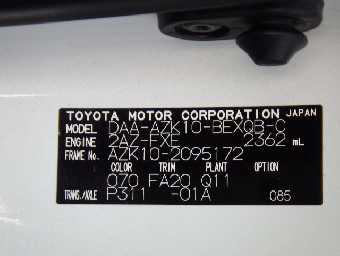 TOYOTA MOTOR CORPORATION JAPAN
MODEL DAA-AZK10-BEXQB-C
ENGINE 2AZ-FXE 2362 mL
FRAME No. AZK10-2095172
COLOR TRIM PLANT OPTION
070 FA20 Q11
TRANS./AXLE P311 -01A 085